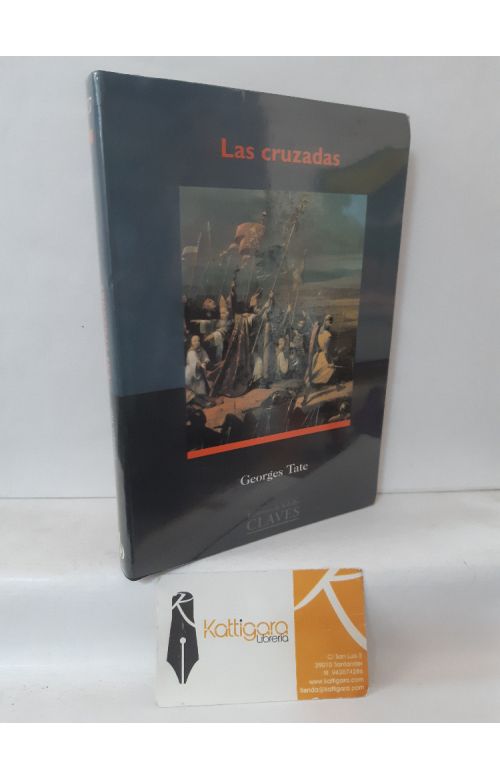 Las cruzadas
Georges Tate
CLAVES
Kattigara
Librería
C/ San Luis 5
39010 Santander
www.kattigara.com
tienda@kattigara.com